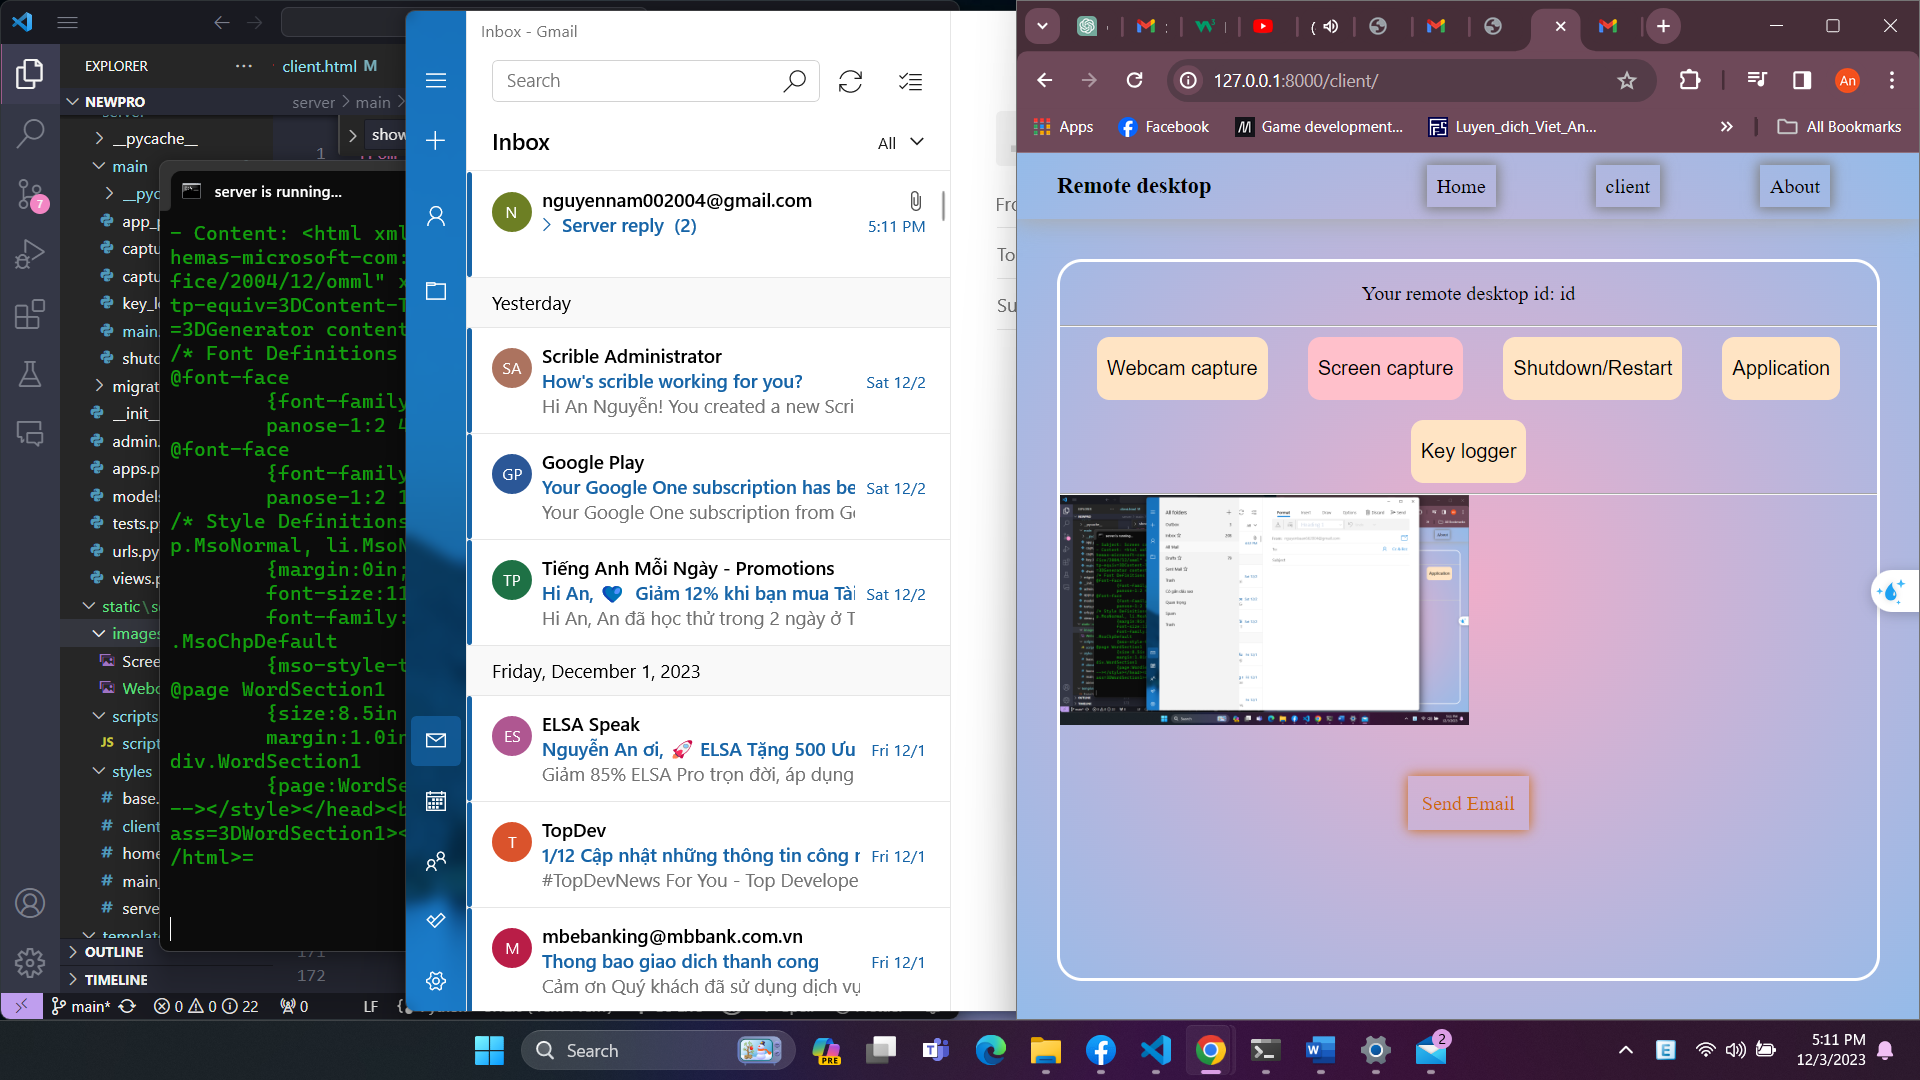 EXPLORER
NEWPRO
__pycache__
main
migrat
__init__
admin.
apps.p
model:
tests.p
urls.py
views.p
static\s
images
Scree
Webc
scripts
script
styles
base.
client
home
main_
serve
OUTLINE
TIMELINE
main*
0 0 22
0
LF
171
172
client.html M
server > main >
show
1
server is running...
- Content: <html xml
hemas-microsoft-com:
fice/2004/12/omml" x
tp-equiv=3DContent-T
=3DGenerator content
/* Font Definitions
@font-face
{font-family
panose-1:2 4
@font-face
{font-family
panose-1:2 1
/* Style Definitions
p.MsoNormal, li.MsoN
{margin:0in;
font-size:11
font-family:
.MsoChpDefault
{mso-style-t
@page WordSection1
{size:8.5in
margin:1.0in
div.WordSection1
{page:WordSe
--></style></head><b
ass=3DWordSection1><
/html>=
Inbox - Gmail
Search
Inbox
All
N
nguyennam002004@gmail.com
Server reply (2)
5:11 PM
Yesterday
SA
Scrible Administrator
How's scrible working for you?
Sat 12/2
Hi An Nguyễn! You created a new Scri
GP
Google Play
Your Google One subscription has be
Sat 12/2
Your Google One subscription from Go
TP
Tiếng Anh Mỗi Ngày - Promotions
Hi An, 💙 Giảm 12% khi bạn mua Tài
Sat 12/2
Hi An, An đã học thử trong 2 ngày ở T
Friday, December 1, 2023
ES
ELSA Speak
Nguyễn An ơi, 🚀 ELSA Tặng 500 Ưu
Fri 12/1
Giảm 85% ELSA Pro trọn đời, áp dụng
T
TopDev
1/12 Cập nhật những thông tin công n
Fri 12/1
#TopDevNews For You - Top Develope
M
mbebanking@mbbank.com.vn
Thong bao giao dich thanh cong
Fri 12/1
Cảm ơn Quý khách đã sử dụng dịch vụ
Fro
To
Su
127.0.0.1:8000/client/
An
Apps
Facebook
Game development...
Luyen_dich_Viet_An...
All Bookmarks
Remote desktop
Home
client
About
Your remote desktop id: id
Webcam capture
Screen capture
Shutdown/Restart
Application
Key logger
Send Email
Search
PRE
2
5:11 PM
12/3/2023